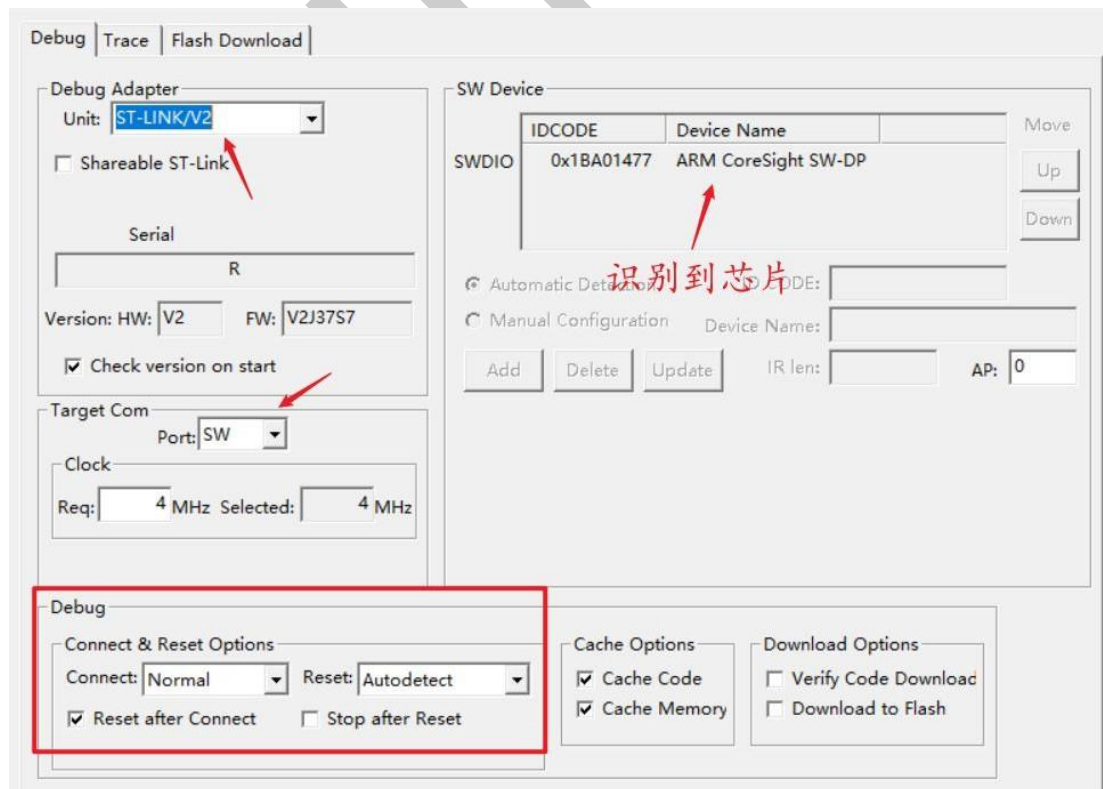 Debug Trace Flash Download
Debug Adapter
Unit: ST-LINK/V2
Shareable ST-Link
Serial
R
Version: HW: V2 FW: V2J37S7
Check version on start
Target Com
Port: SW
Clock
Req: 4 MHz Selected: 4 MHz
SW Device
IDCODE Device Name
SWDIO 0x1BA01477 ARM CoreSight SW-DP
Move
Up
Down
识别到芯片
Automatic Detection ID CODE:
Manual Configuration Device Name:
Add Delete Update IR len: AP: 0
Debug
Connect & Reset Options
Connect: Normal Reset: Autodetect
Reset after Connect Stop after Reset
Cache Options
Cache Code
Cache Memory
Download Options
Verify Code Download
Download to Flash